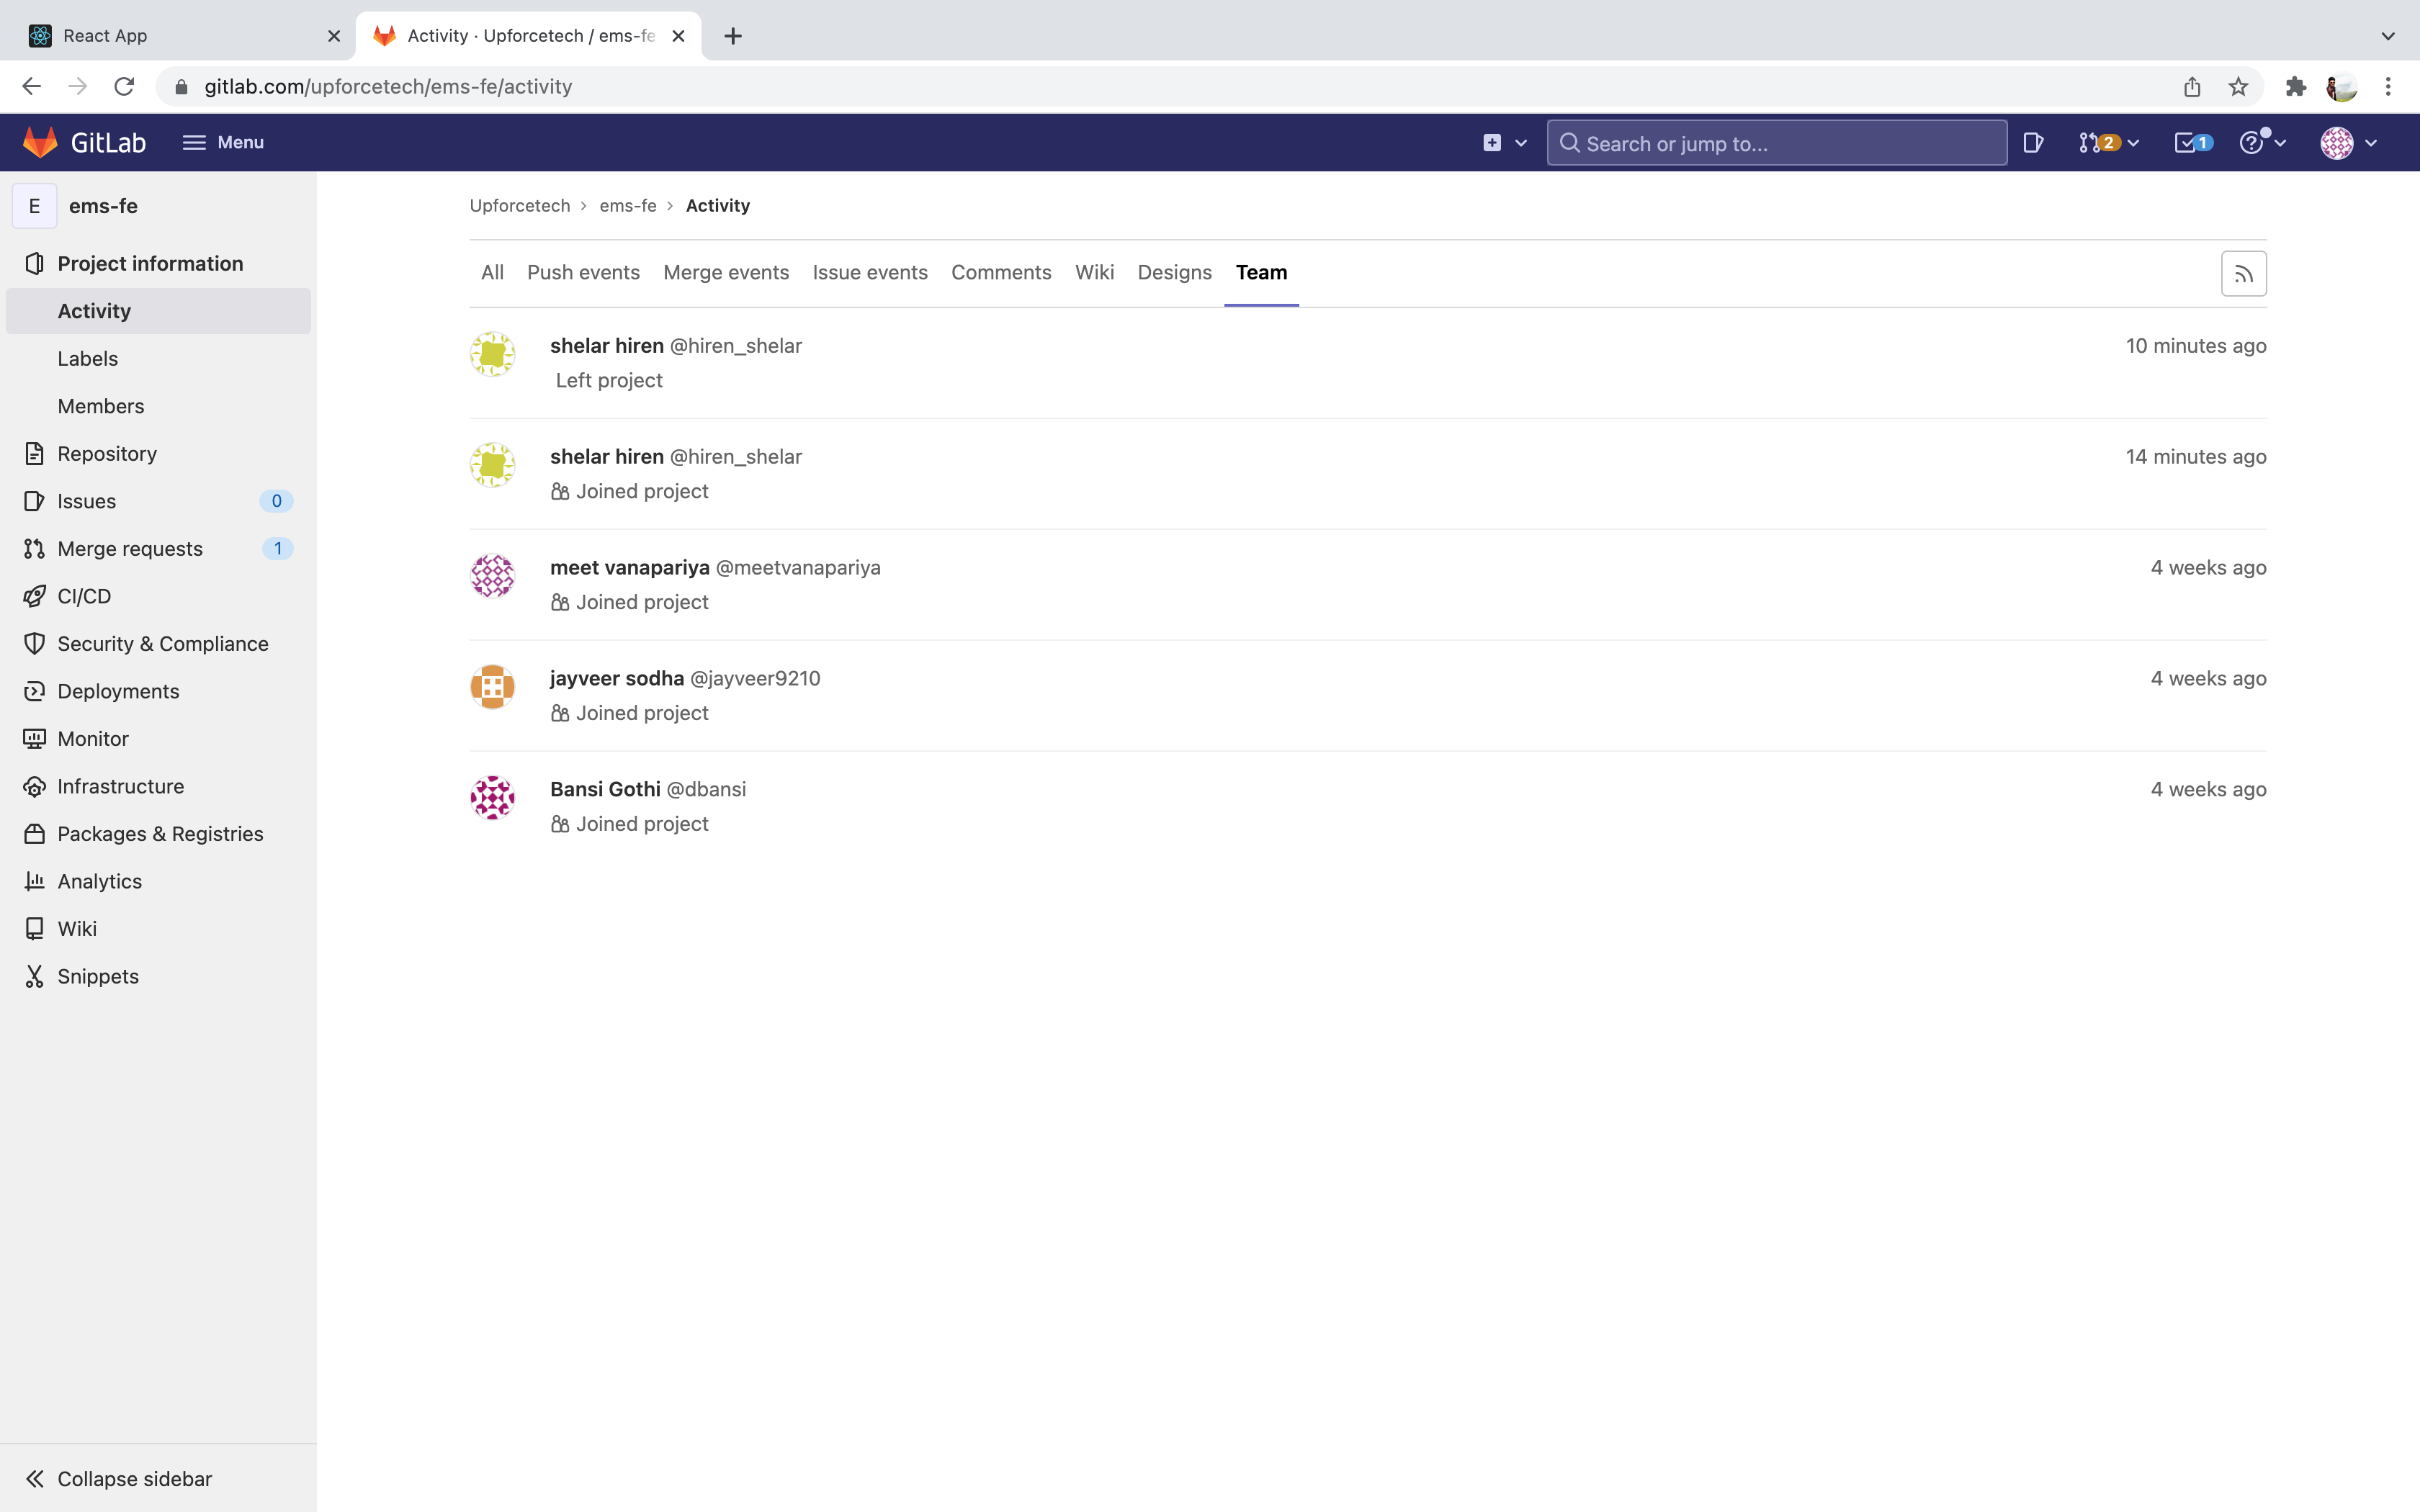 React App
Activity · Upforcetech / ems-fe
gitlab.com/upforcetech/ems-fe/activity
GitLab
Menu
Search or jump to...
2
1
E
ems-fe
Project information
Activity
Labels
Members
Repository
Issues 0
Merge requests 1
CI/CD
Security & Compliance
Deployments
Monitor
Infrastructure
Packages & Registries
Analytics
Wiki
Snippets
Collapse sidebar
Upforcetech › ems-fe › Activity
All Push events Merge events Issue events Comments Wiki Designs Team
shelar hiren @hiren_shelar 10 minutes ago
Left project
shelar hiren @hiren_shelar 14 minutes ago
Joined project
meet vanapariya @meetvanapariya 4 weeks ago
Joined project
jayveer sodha @jayveer9210 4 weeks ago
Joined project
Bansi Gothi @dbansi 4 weeks ago
Joined project